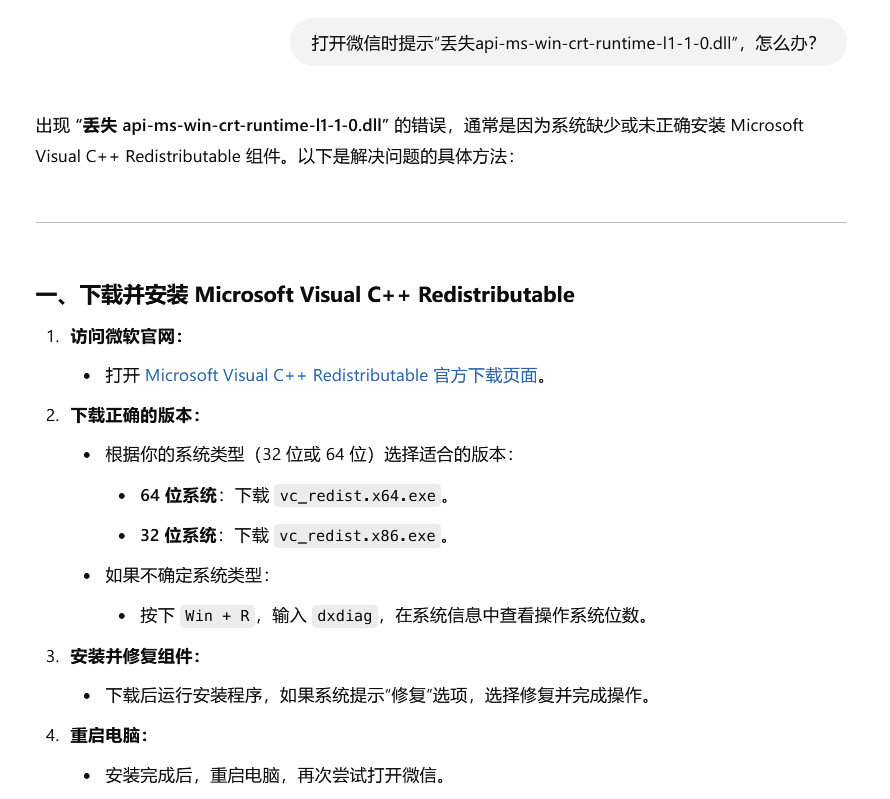 打开微信时提示“丢失api-ms-win-crt-runtime-l1-1-0.dll”，怎么办？
出现 “丢失 api-ms-win-crt-runtime-l1-1-0.dll” 的错误，通常是因为系统缺少或未正确安装 Microsoft
Visual C++ Redistributable 组件。以下是解决问题的具体方法：
一、下载并安装 Microsoft Visual C++ Redistributable
1. 访问微软官网：
• 打开 Microsoft Visual C++ Redistributable 官方下载页面。
2. 下载正确的版本：
• 根据你的系统类型（32 位或 64 位）选择适合的版本：
• 64 位系统：下载 vc_redist.x64.exe。
• 32 位系统：下载 vc_redist.x86.exe。
• 如果不确定系统类型：
• 按下 Win + R，输入 dxdiag，在系统信息中查看操作系统位数。
3. 安装并修复组件：
• 下载后运行安装程序，如果系统提示“修复”选项，选择修复并完成操作。
4. 重启电脑：
• 安装完成后，重启电脑，再次尝试打开微信。